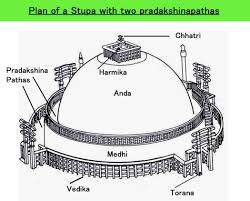 Plan of a Stupa with two pradakshinapathas
Chhatri
Harmika
Pradakshina
Pathas
Anda
Medhi
Vedika
Torana